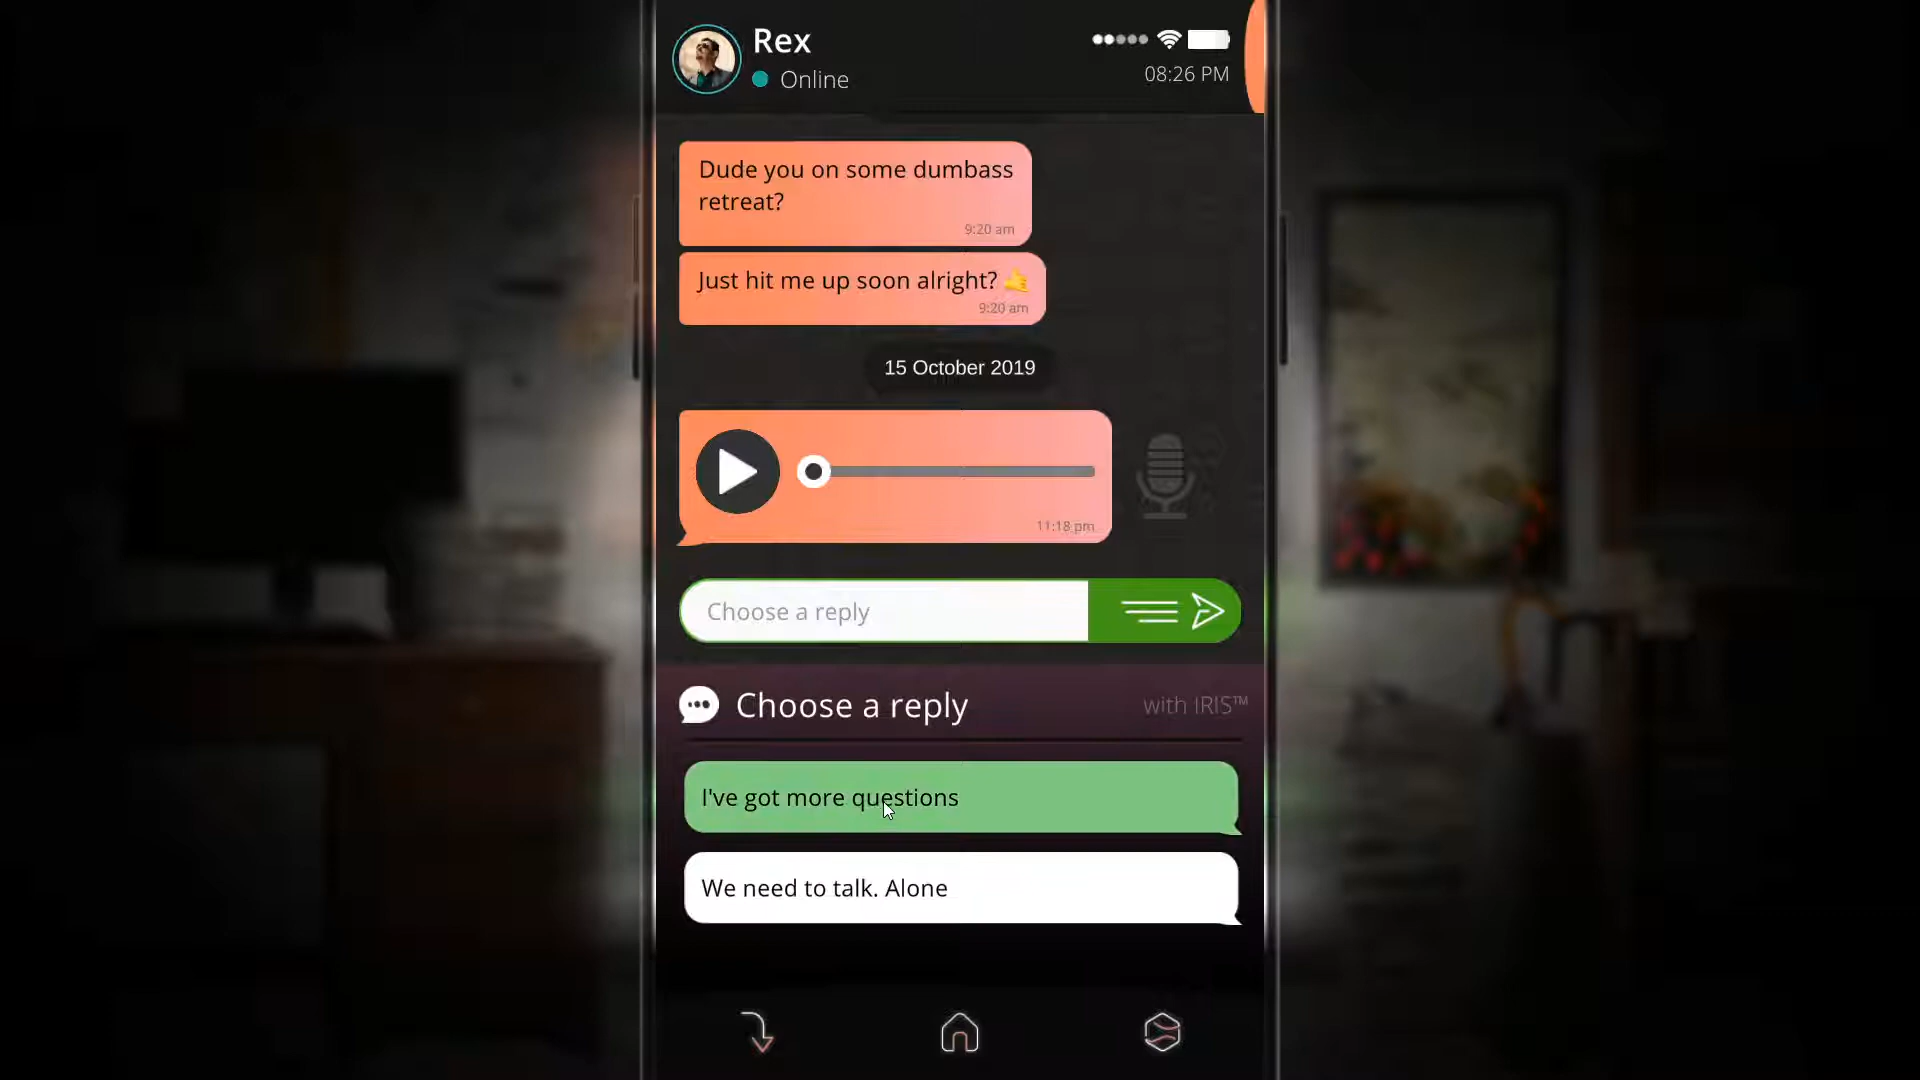 Rex
Online
08:26 PM
Dude you on some dumbass
retreat?
9:20 am
Just hit me up soon alright? 🤙
9:20 am
15 October 2019
11:18 pm
Choose a reply
Choose a reply
with IRIS™
I've got more questions
We need to talk. Alone